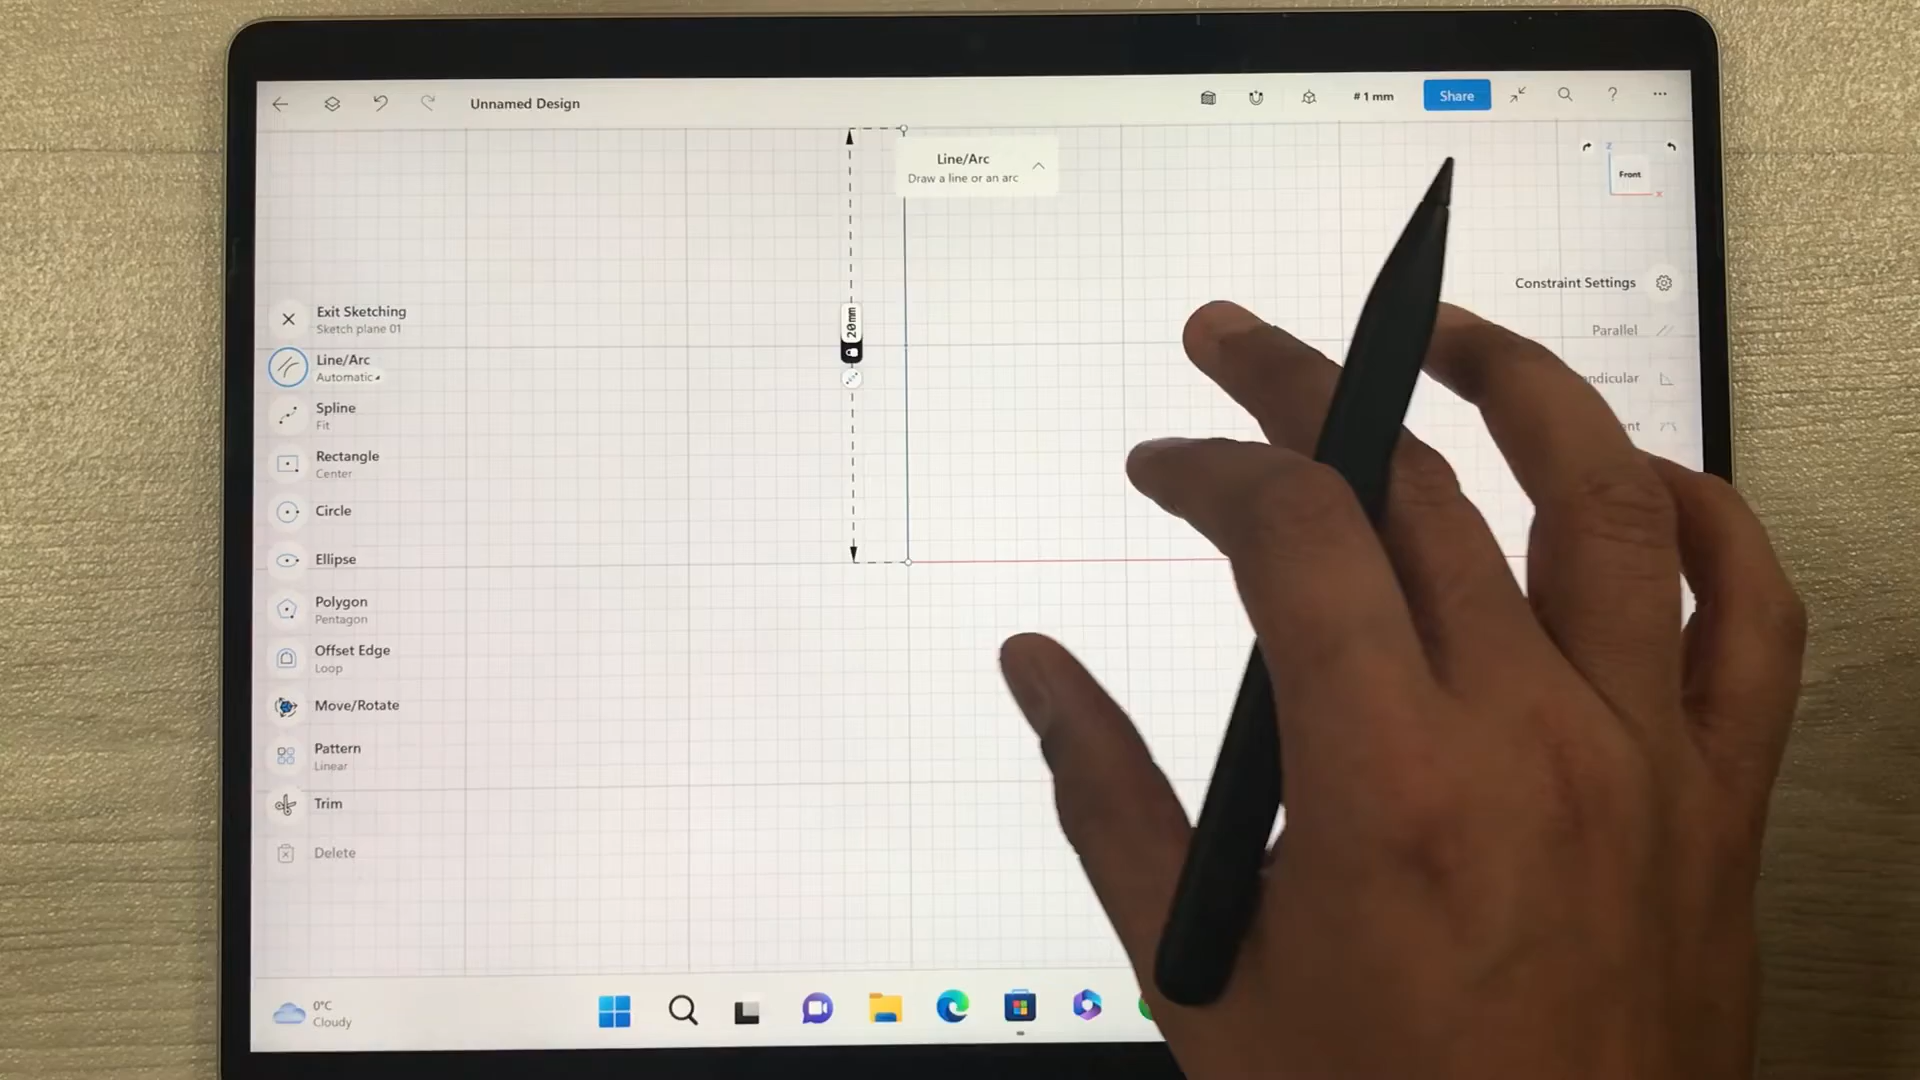 Unnamed Design
# 1 mm
Share
?
Line/Arc
Draw a line or an arc
Z
Front
X
Constraint Settings
Parallel
ndicular
nt
20mm
Exit Sketching
Sketch plane 01
Line/Arc
Automatic
Spline
Fit
Rectangle
Center
Circle
Ellipse
Polygon
Pentagon
Offset Edge
Loop
Move/Rotate
Pattern
Linear
Trim
Delete
0°C
Cloudy